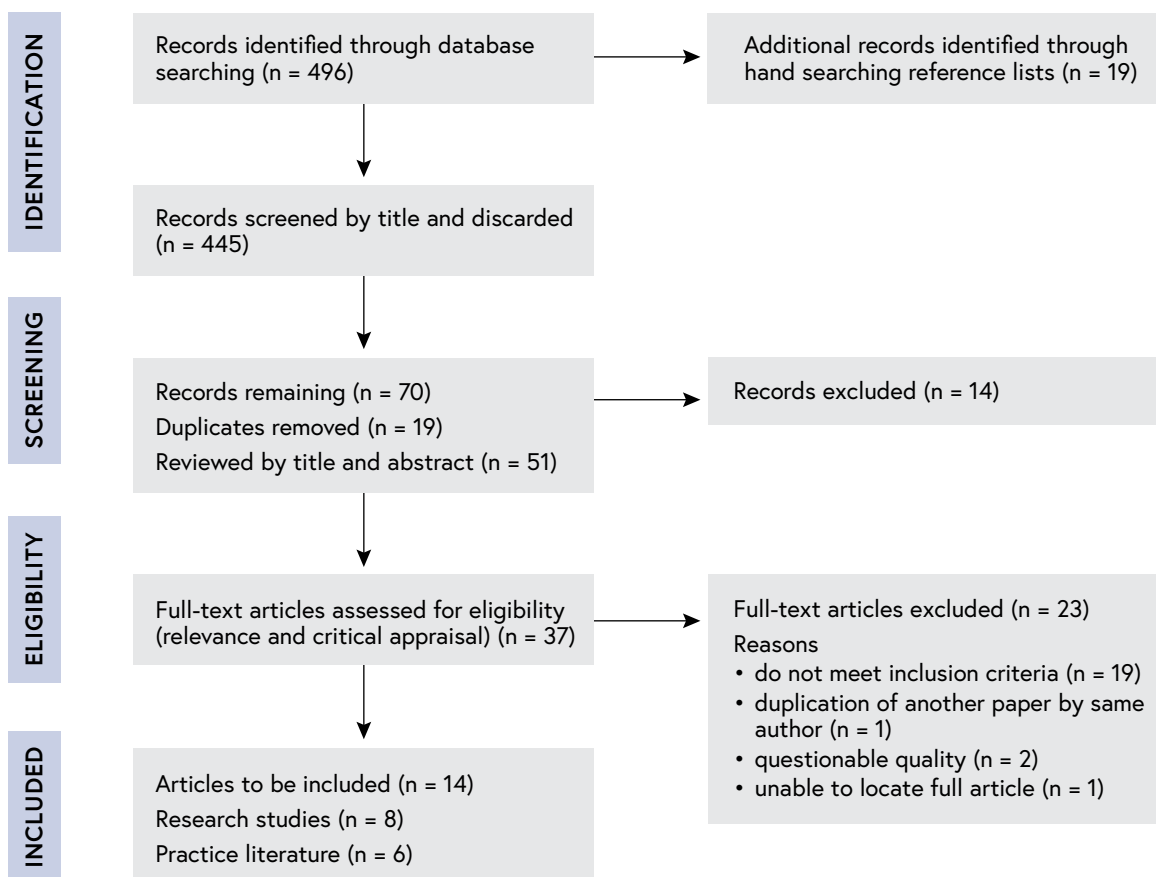 IDENTIFICATION
Records identified through database
searching (n = 496)
Additional records identified through
hand searching reference lists (n = 19)
Records screened by title and discarded
(n = 445)
SCREENING
Records remaining (n = 70)
Duplicates removed (n = 19)
Reviewed by title and abstract (n = 51)
Records excluded (n = 14)
ELIGIBILITY
Full-text articles assessed for eligibility
(relevance and critical appraisal) (n = 37)
Full-text articles excluded (n = 23)
Reasons
• do not meet inclusion criteria (n = 19)
• duplication of another paper by same
author (n = 1)
• questionable quality (n = 2)
• unable to locate full article (n = 1)
INCLUDED
Articles to be included (n = 14)
Research studies (n = 8)
Practice literature (n = 6)